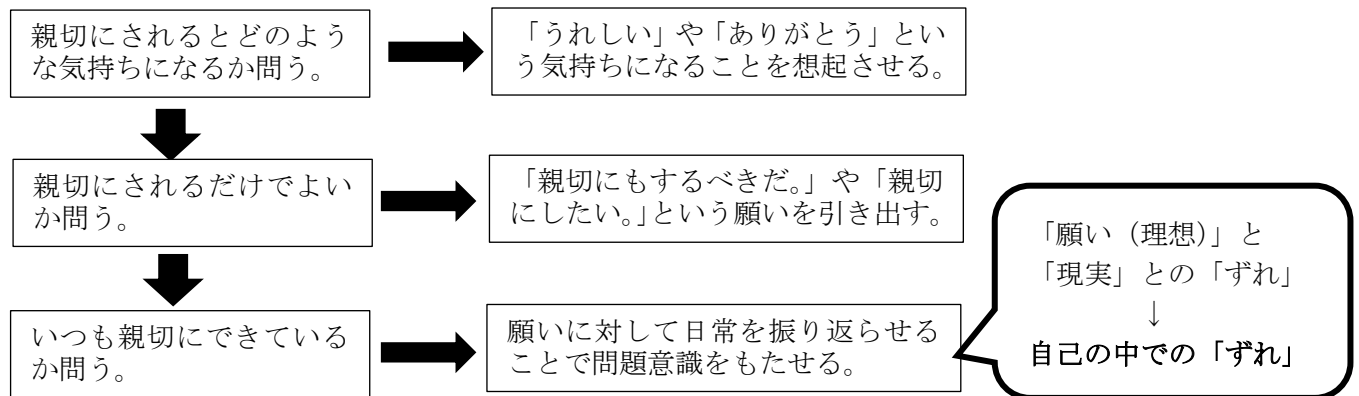 親切にされるとどのよう
な気持ちになるか問う。
「うれしい」や「ありがとう」とい
う気持ちになることを想起させる。
親切にされるだけでよい
か問う。
「親切にもするべきだ。」や「親切
にしたい。」という願いを引き出す。
いつも親切にできている
か問う。
願いに対して日常を振り返らせる
ことで問題意識をもたせる。
「願い（理想）」と
「現実」との「ずれ」
↓
自己の中での「ずれ」